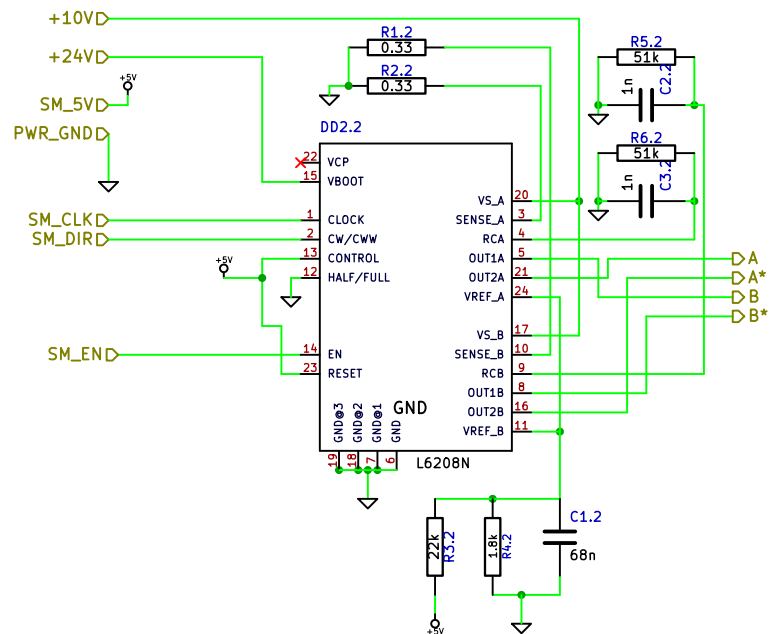 +10V
R1.2
0.33
R5.2
51k
+24V
1n
C2.2
R2.2
0.33
+5V
SM_5V
DD2.2
PWR_GND
R6.2
51k
1n
C3.2
22 VCP
15 VBOOT
VS_A 20
SM_CLK
1 CLOCK
SENSE_A 3
SM_DIR
2 CW/CWW
RCA 4
+5V
13 CONTROL
OUT1A 5
A
12 HALF/FULL
OUT2A 21
A*
VREF_A 24
B
B*
VS_B 17
SM_EN
14 EN
SENSE_B 10
23 RESET
RCB 9
OUT1B 8
GND
OUT2B 16
GND@3
GND@2
GND@1
GND
VREF_B 11
19
18
7
6
L6208N
C1.2
68n
22k
R3.2
1.8k
R4.2
+5V